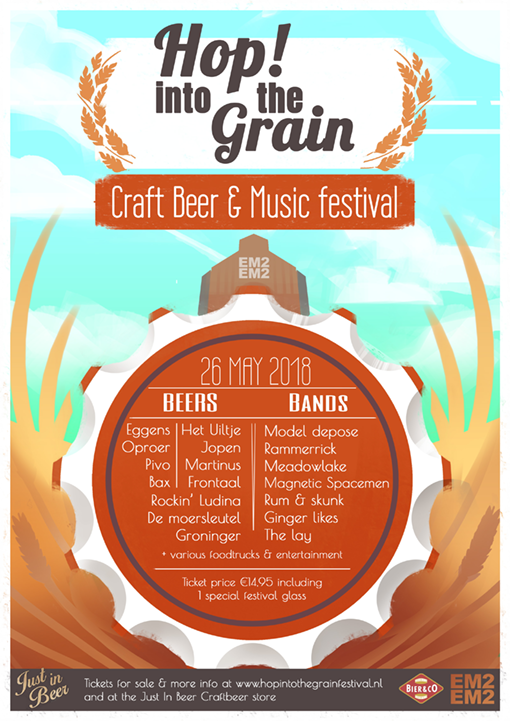 Hop!
into the
Grain
Craft Beer & Music festival
EM2
EM2
26 MAY 2018
BEERS BANDS
Eggens Het Uiltje Model depose
Oproer Jopen Rammerrick
Pivo Martinus Meadowlake
Bax Frontaal Magnetic Spacemen
Rockin' Ludina Rum & skunk
De moersleutel Ginger likes
Groninger The lay
+ various foodtrucks & entertainment
Ticket price €14,95 including
1 special festival glass
Just in
Beer
Tickets for sale & more info at www.hopintothegrainfestival.nl
and at the Just In Beer Craftbeer store
BIER&CO
EM2
EM2